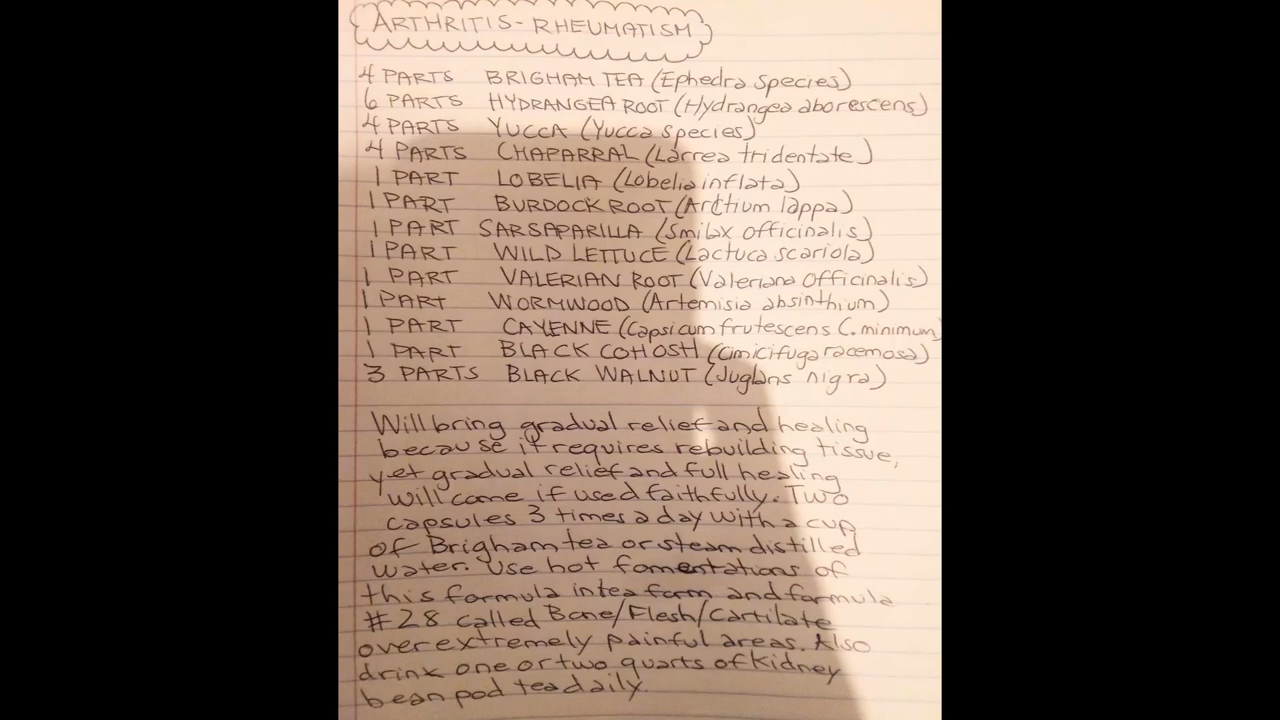 ARTHRITIS-RHEUMATISM
4 PARTS BRIGHAM TEA (Ephedra species)
6 PARTS HYDRANGEA ROOT (Hydrangea aborescens)
4 PARTS YUCCA (Yucca species)
4 PARTS CHAPARRAL (Larrea tridentate)
1 PART LOBELIA (Lobelia inflata)
1 PART BURDOCK ROOT (Arctium lappa)
1 PART SARSAPARILLA (Smilax officinalis)
1 PART WILD LETTUCE (Lactuca scariola)
1 PART VALERIAN ROOT (Valeriana officinalis)
1 PART WORMWOOD (Artemisia absinthium)
1 PART CAYENNE (Capsicum frutescens C. minimum)
1 PART BLACK COHOSH (Cimicifuga racemosa)
3 PARTS BLACK WALNUT (Juglans nigra)
Will bring gradual relief and healing
because it requires rebuilding tissue,
yet gradual relief and full healing
will come if used faithfully. Two
capsules 3 times a day with a cup
of Brigham tea or steam distilled
water. Use hot fomentations of
this formula in tea form and formula
#28 called Bone/Flesh/Cartilate
over extremely painful areas. Also
drink one or two quarts of kidney
bean pod tea daily.